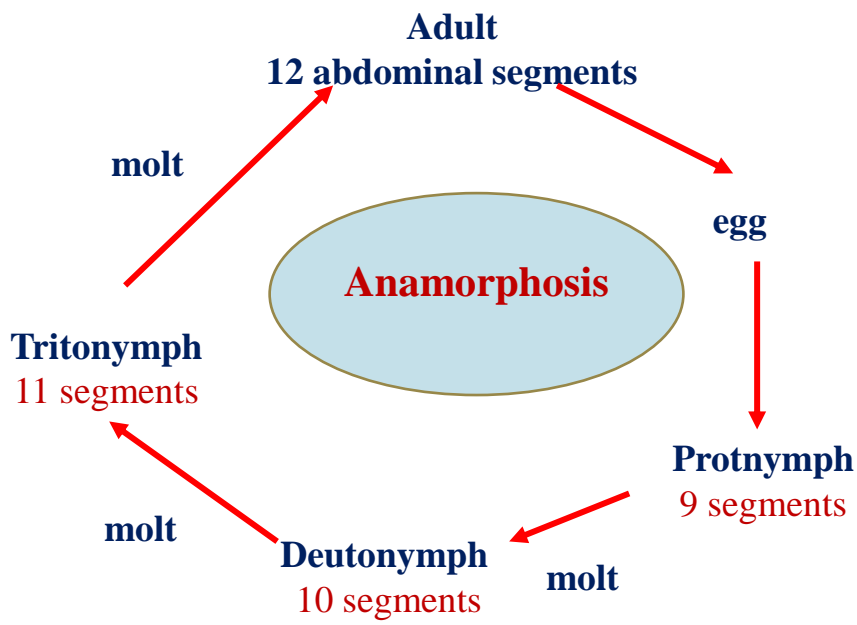 Adult
12 abdominal segments
molt
egg
Anamorphosis
Tritonymph
11 segments
Protnymph
9 segments
molt
Deutonymph
10 segments
molt